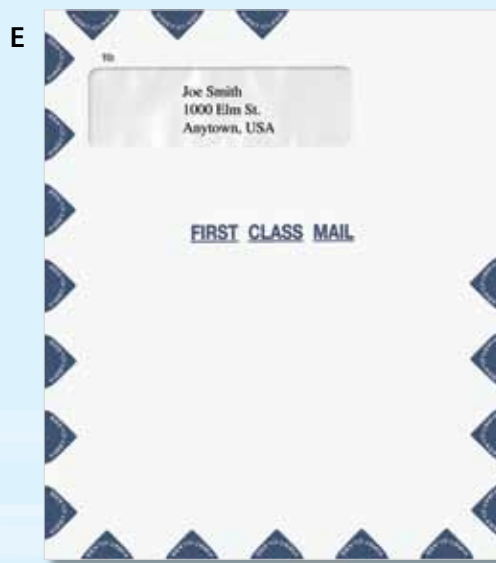 E
TO
Joe Smith
1000 Elm St.
Anytown, USA
FIRST CLASS MAIL